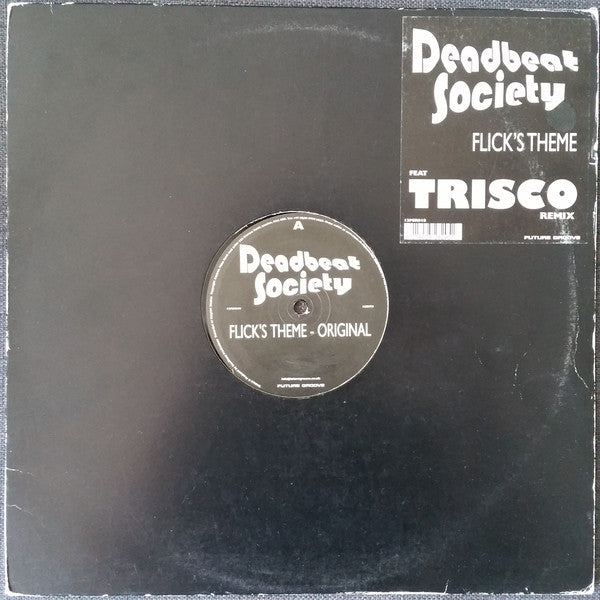 Deadbeat
Society
FLICK'S THEME
FEAT
TRISCO
REMIX
FUTURE GROOVE
A
Deadbeat
Society
FLICK'S THEME - ORIGINAL
FUTURE GROOVE